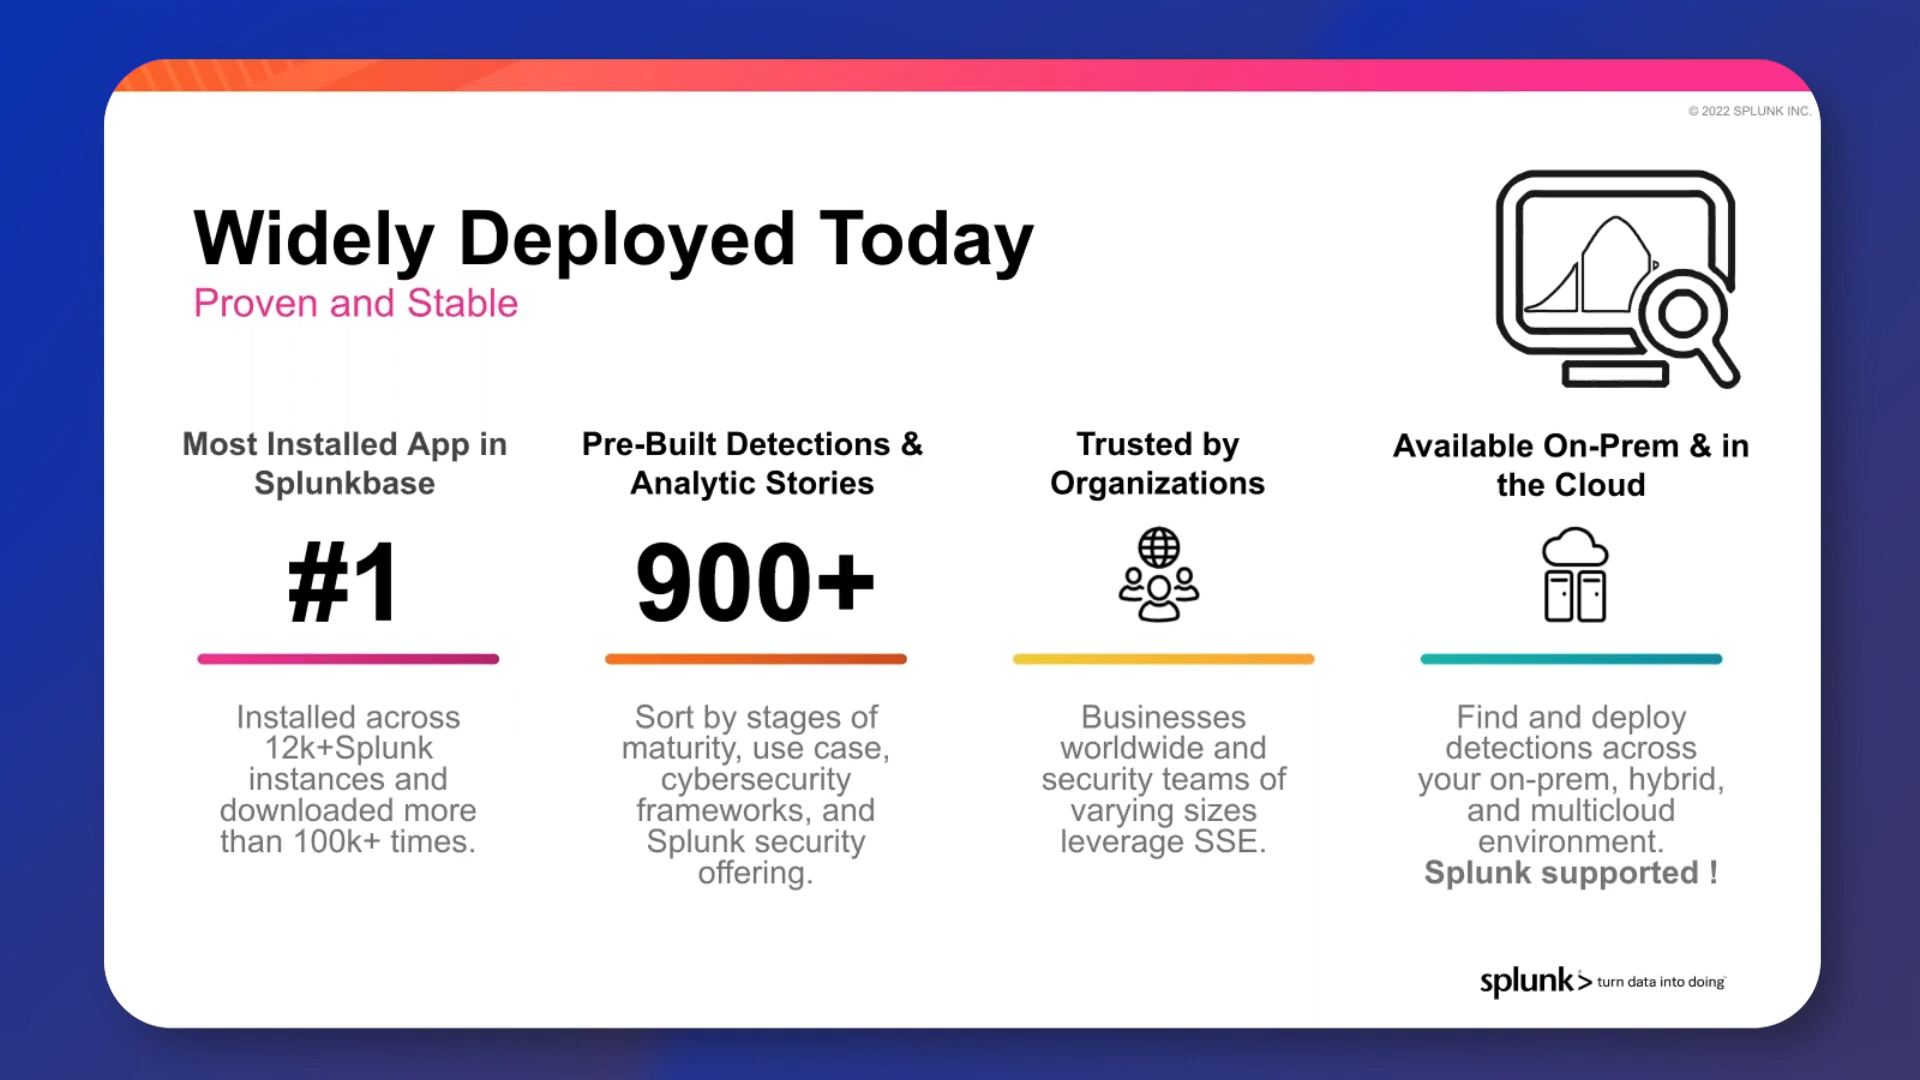 © 2022 SPLUNK INC.
Widely Deployed Today
Proven and Stable
Most Installed App in
Splunkbase
#1
Installed across
12k+Splunk
instances and
downloaded more
than 100k+ times.
Pre-Built Detections &
Analytic Stories
900+
Sort by stages of
maturity, use case,
cybersecurity
frameworks, and
Splunk security
offering.
Trusted by
Organizations
Businesses
worldwide and
security teams of
varying sizes
leverage SSE.
Available On-Prem & in
the Cloud
Find and deploy
detections across
your on-prem, hybrid,
and multicloud
environment.
Splunk supported !
splunk> turn data into doing